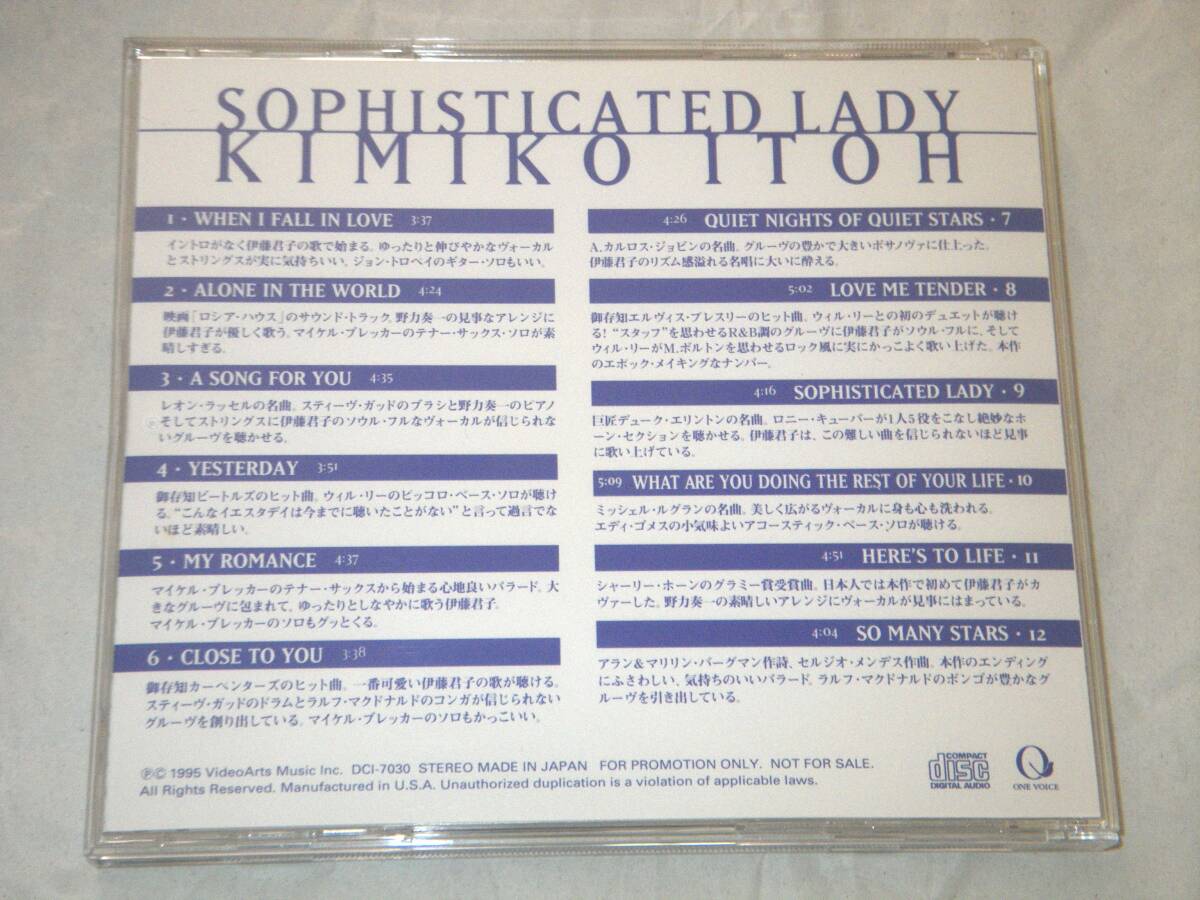 SOPHISTICATED LADY
KIMIKO ITOH
1・WHEN I FALL IN LOVE 3:37
イントロがなく伊藤君子の歌で始まる。ゆったりと伸びやかなヴォーカル
とストリングスが実に気持ちいい。ジョン・トロペイのギター・ソロもいい。
2・ALONE IN THE WORLD 4:24
映画「ロシア・ハウス」のサウンド・トラック。野力奏一の見事なアレンジに
伊藤君子が優しく歌う。マイケル・ブレッカーのテナー・サックス・ソロが素
晴しすぎる。
3・A SONG FOR YOU 4:35
レオン・ラッセルの名曲。スティーヴ・ガッドのブラシと野力奏一のピアノ
そしてストリングスに伊藤君子のソウル・フルなヴォーカルが信じられな
いグルーヴを聴かせる。
4・YESTERDAY 3:51
御存知ビートルズのヒット曲。ウィル・リーのピッコロ・ベース・ソロが聴け
る。“こんなイエスタデイは今までに聴いたことがない”と言って過言でな
いほど素晴しい。
5・MY ROMANCE 4:37
マイケル・ブレッカーのテナー・サックスから始まる心地良いバラード。大
きなグルーヴに包まれて、ゆったりとしなやかに歌う伊藤君子。
マイケル・ブレッカーのソロもグッとくる。
6・CLOSE TO YOU 3:38
御存知カーペンターズのヒット曲。一番可愛い伊藤君子の歌が聴ける。
スティーヴ・ガッドのドラムとラルフ・マクドナルドのコンガが信じられない
グルーヴを創り出している。マイケル・ブレッカーのソロもかっこいい。
4:26 QUIET NIGHTS OF QUIET STARS・7
A.カルロス・ジョビンの名曲。グルーヴの豊かで大きいボサノヴァに仕上った。
伊藤君子のリズム感溢れる名唱に大いに酔える。
5:02 LOVE ME TENDER・8
御存知エルヴィス・プレスリーのヒット曲。ウィル・リーとの初のデュエットが聴け
る!“スタッフ”を思わせるR&B調のグルーヴに伊藤君子がソウル・フルに、そして
ウィル・リーがM.ボルトンを思わせるロック風に実にかっこよく歌い上げた。本作
のエポック・メイキングなナンバー。
4:16 SOPHISTICATED LADY・9
巨匠デューク・エリントンの名曲。ロニー・キューバーが1人5役をこなし絶妙なホ
ーン・セクションを聴かせる。伊藤君子は、この難しい曲を信じられないほど見事
に歌い上げている。
5:09 WHAT ARE YOU DOING THE REST OF YOUR LIFE・10
ミッシェル・ルグランの名曲。美しく広がるヴォーカルに身も心も洗われる。
エディ・ゴメスの小気味よいアコースティック・ベース・ソロが聴ける。
4:51 HERE'S TO LIFE・11
シャーリー・ホーンのグラミー賞受賞曲。日本人では本作で初めて伊藤君子がカ
ヴァーした。野力奏一の素晴しいアレンジにヴォーカルが見事にはまっている。
4:04 SO MANY STARS・12
アラン&マリリン・バーグマン作詩、セルジオ・メンデス作曲。本作のエンディング
にふさわしい、気持ちのいいバラード。ラルフ・マクドナルドのボンゴが豊かなグ
ルーヴを引き出している。
ⓅⒸ 1995 VideoArts Music Inc. DCI-7030 STEREO MADE IN JAPAN FOR PROMOTION ONLY. NOT FOR SALE.
All Rights Reserved. Manufactured in U.S.A. Unauthorized duplication is a violation of applicable laws.
COMPACT
disc
DIGITAL AUDIO
ONE VOICE